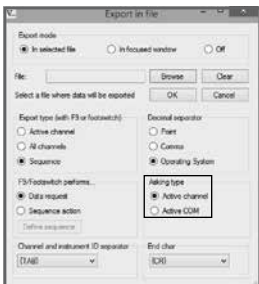 Export in file
Export mode
In selected file
In focused window
Off
File:
Browse
Clear
Select a file where data will be exported
OK
Cancel
Export type (with F9 or footswitch)
Decimal separator
Active channel
Point
All channels
Comma
Sequence
Operating System
F9/Footswitch performs...
Asking type
Data request
Active channel
Sequence action
Active COM
Define sequence
Channel and instrument ID separator
End char
[TAB]
[CR]